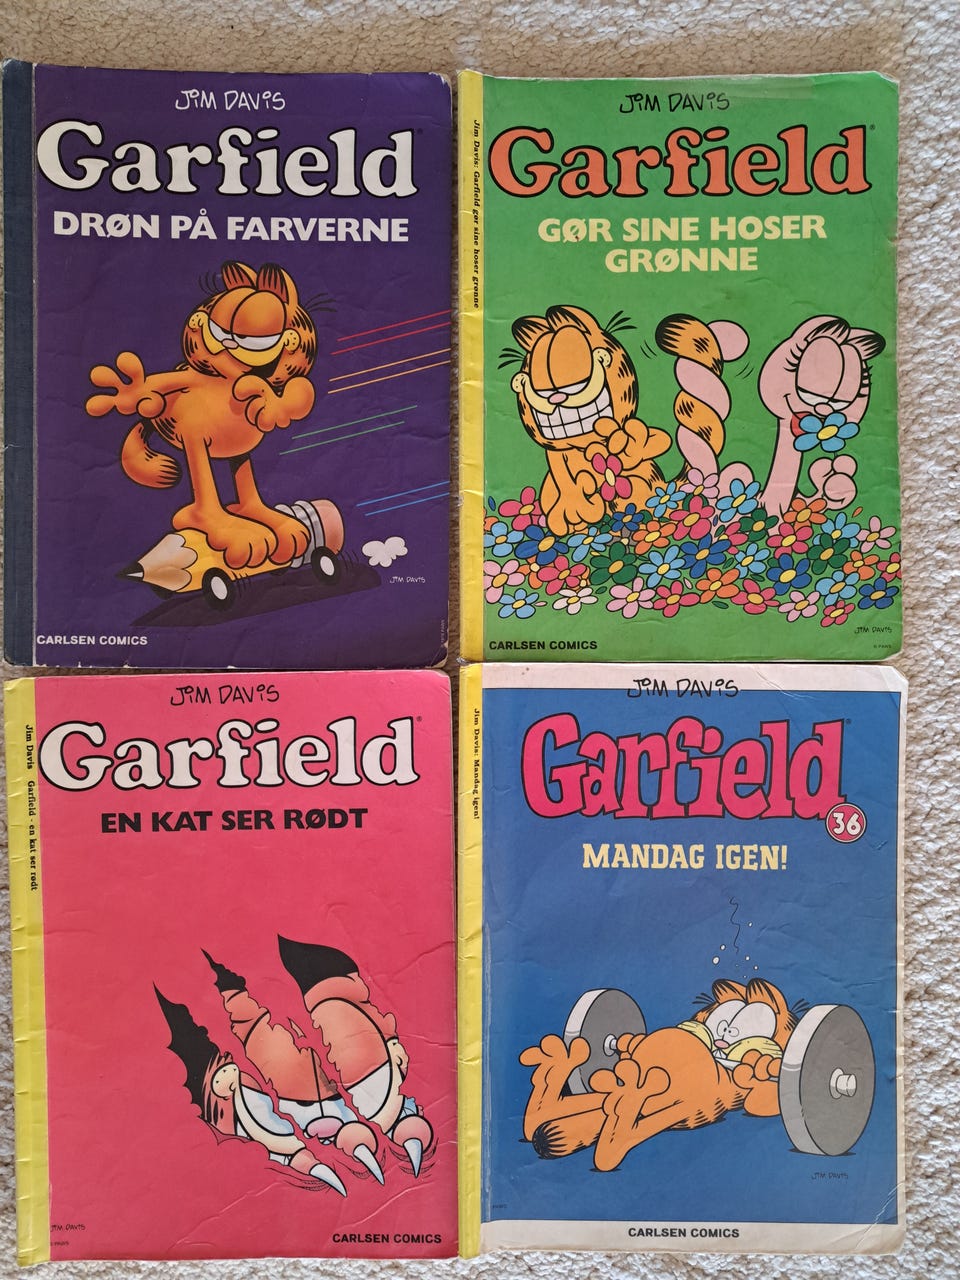 JIM DAVIS
Garfield
DRØN PÅ FARVERNE
JIM DAVIS
CARLSEN COMICS
Jim Davis: Garfield gør sine hoser grønne
JIM DAVIS
Garfield
GØR SINE HOSER
GRØNNE
JIM DAVIS
CARLSEN COMICS
© PAWS
Jim Davis Garfield - en kat ser rødt
JIM DAVIS
Garfield
EN KAT SER RØDT
JIM DAVIS
© PAWS
CARLSEN COMICS
Jim Davis: Mandag igen!
JIM DAVIS
Garfield
36
MANDAG IGEN!
JIM DAVIS
CARLSEN COMICS